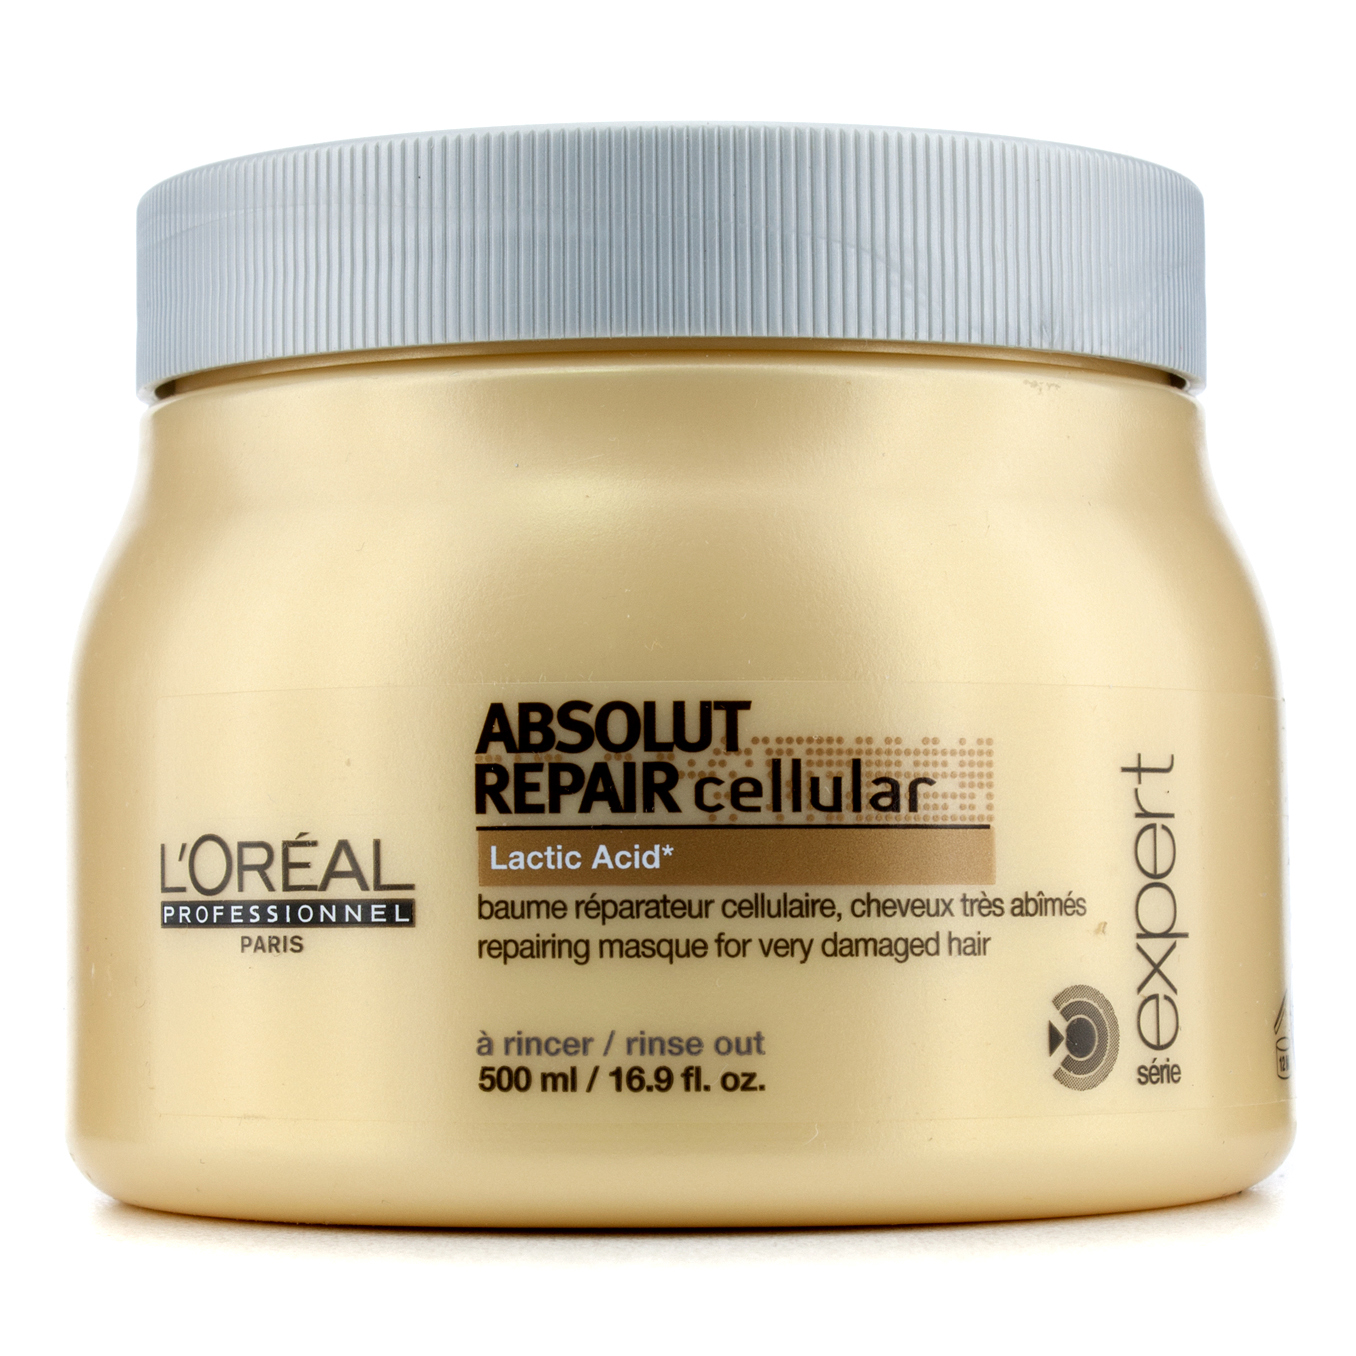 L'ORÉAL
PROFESSIONNEL
PARIS
ABSOLUT
REPAIR cellular
Lactic Acid*
baume réparateur cellulaire, cheveux très abîmés
repairing masque for very damaged hair
à rincer / rinse out
500 ml / 16.9 fl. oz.
série expert